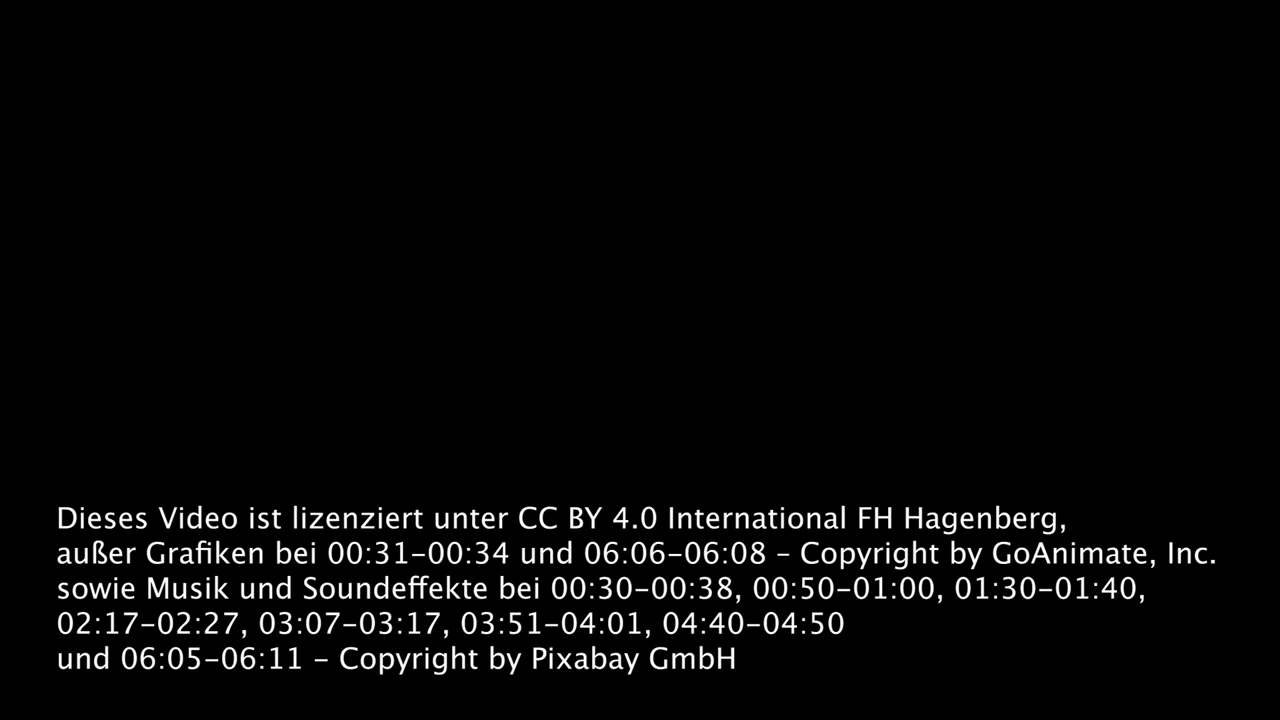 Dieses Video ist lizenziert unter CC BY 4.0 International FH Hagenberg,
außer Grafiken bei 00:31–00:34 und 06:06–06:08 – Copyright by GoAnimate, Inc.
sowie Musik und Soundeffekte bei 00:30–00:38, 00:50–01:00, 01:30–01:40,
02:17–02:27, 03:07–03:17, 03:51–04:01, 04:40–04:50
und 06:05–06:11 – Copyright by Pixabay GmbH